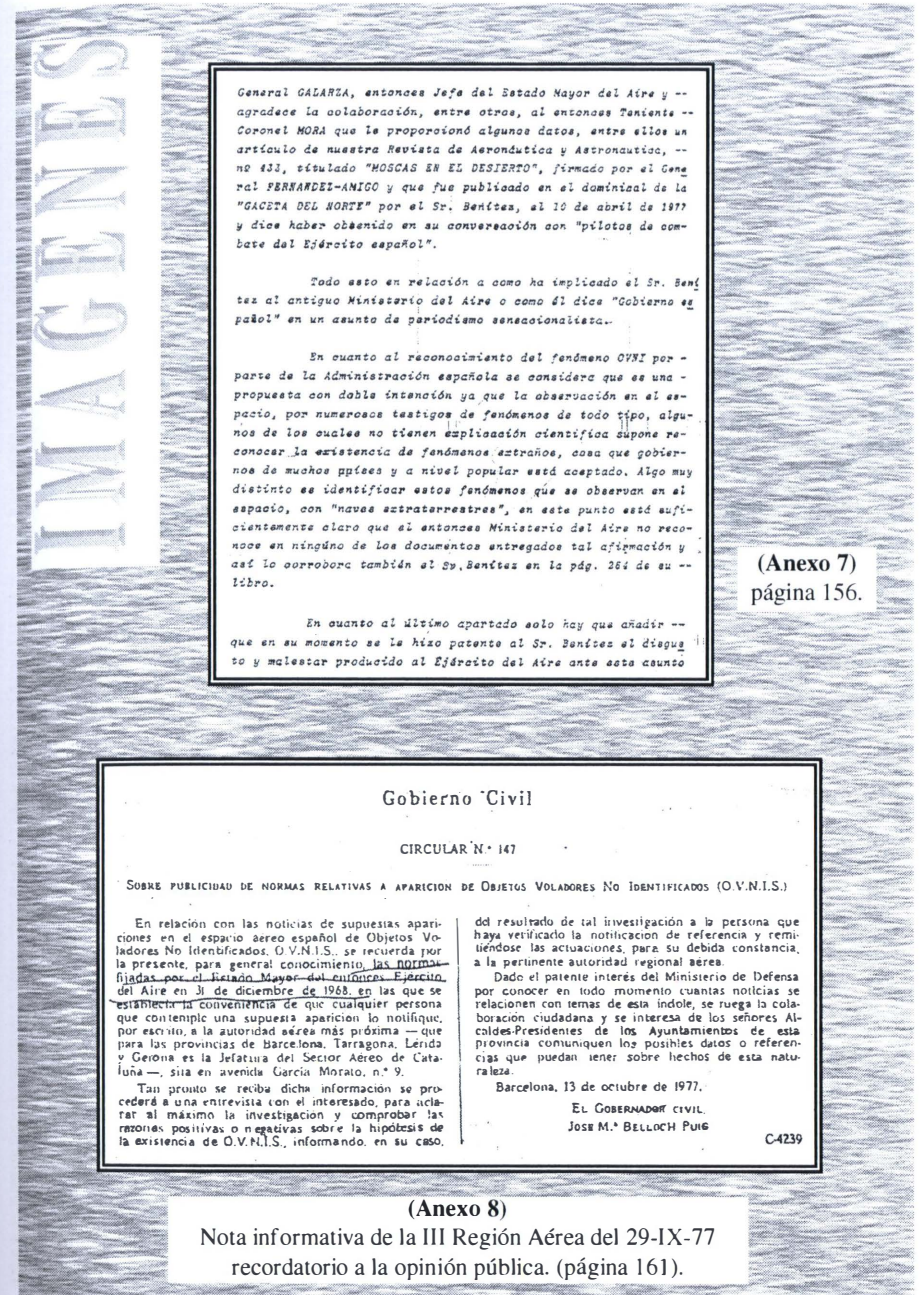 IMAGENES
General GALARZA, entonces Jefe del Estado Mayor del Aire y --
agradece la colaboración, entre otros, al entonces Teniente --
Coronel MORA que le proporcionó algunos datos, entre ellos un
artículo de nuestra Revista de Aeronáutica y Astronautica, --
nº 433, titulado "MOSCAS EN EL DESIERTO", firmado por el Gene
ral FERNANDEZ-AMIGO y que fue publicado en el dominical de la
"GACETA DEL NORTE" por el Sr. Benítez, el 10 de abril de 1977
y dice haber obtenido en su conversación con "pilotos de com-
bate del Ejército español".
Todo esto en relación a como ha implicado el Sr. Bení
tez al antiguo Ministerio del Aire o como él dice "Gobierno es
pañol" en un asunto de periodismo sensacionalista.
En cuanto al reconocimiento del fenómeno OVNI por -
parte de la Administración española se considera que es una -
propuesta con doble intención ya que la observación en el es-
pacio, por numerosos testigos de fenómenos de todo tipo, algu-
nos de los cuales no tienen explicación científica supone re-
conocer la existencia de fenómenos extraños, cosa que gobier-
nos de muchos ppíses y a nivel popular está aceptado. Algo muy
distinto es identificar estos fenómenos que se observan en el
espacio, con "naves extraterrestres", en este punto está sufi-
cientemente claro que el entonces Ministerio del Aire no reco-
noce en ningúno de los documentos entregados tal afirmación y
así lo corrobora también el Sr. Benítez en la pág. 264 de su --
libro.
En cuanto al último apartado solo hay que añadir --
que en su momento se le hizo patente al Sr. Benítez el disgus
to y malestar producido al Ejército del Aire ante este asunto
(Anexo 7)
página 156.
Gobierno Civil
CIRCULAR N.º 147
SOBRE PUBLICIDAD DE NORMAS RELATIVAS A APARICION DE OBJETOS VOLADORES NO IDENTIFICADOS (O.V.N.I.S.)
En relación con las noticias de supuestas apari-
ciones en el espacio aéreo español de Objetos Vo-
ladores No Identificados, O.V.N.I.S., se recuerda por
la presente, para general conocimiento, las normas
fijadas por el Estado Mayor del entonces Ejército
del Aire en 31 de diciembre de 1968, en las que se
establecía la conveniencia de que cualquier persona
que contemple una supuesta aparición lo notifique,
por escrito, a la autoridad aérea más próxima — que
para las provincias de Barcelona, Tarragona, Lérida
y Gerona es la Jefatura del Sector Aéreo de Cata-
luña —, sita en avenida García Morato, n.º 9.
Tan pronto se reciba dicha información se pro-
cederá a una entrevista con el interesado, para acla-
rar al máximo la investigación y comprobar las
razones positivas o negativas sobre la hipótesis de
la existencia de O.V.N.I.S., informando, en su caso,
del resultado de tal investigación a la persona que
haya verificado la notificación de referencia y remi-
tiéndose las actuaciones, para su debida constancia,
a la pertinente autoridad regional aérea.
Dado el patente interés del Ministerio de Defensa
por conocer en todo momento cuantas noticias se
relacionen con temas de esta índole, se ruega la cola-
boración ciudadana y se interesa de los señores Al-
caldes-Presidentes de los Ayuntamientos de esta
provincia comuniquen los posibles datos o referen-
cias que puedan tener sobre hechos de esta natu-
raleza.
Barcelona, 13 de octubre de 1977.
EL GOBERNADOR CIVIL,
JOSE M.ª BELLOCH PUIG
C-4239
(Anexo 8)
Nota informativa de la III Región Aérea del 29-IX-77
recordatorio a la opinión pública. (página 161).